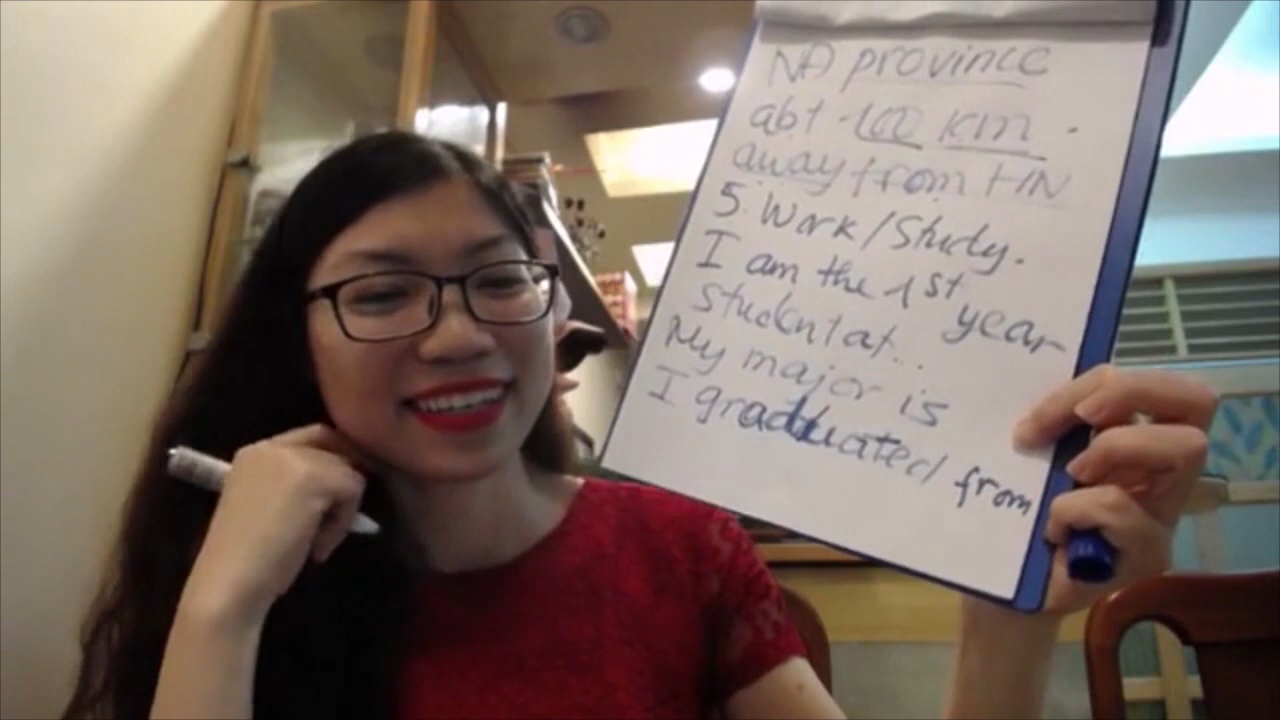 NA province
abt 100 km.
away from HN
5. Work/Study.
I am the 1st year
student at...
My major is
I graduated from